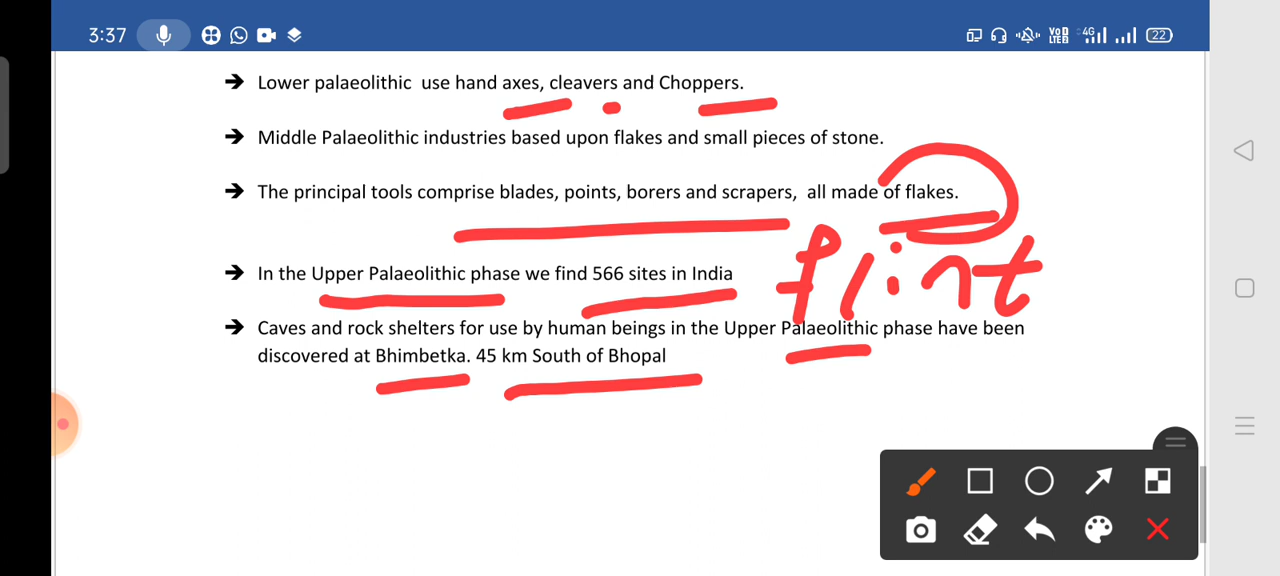 3:37
Vo) LTE2 4G 22
→ Lower palaeolithic use hand axes, cleavers and Choppers.
→ Middle Palaeolithic industries based upon flakes and small pieces of stone.
→ The principal tools comprise blades, points, borers and scrapers, all made of flakes.
flint
→ In the Upper Palaeolithic phase we find 566 sites in India
→ Caves and rock shelters for use by human beings in the Upper Palaeolithic phase have been
discovered at Bhimbetka. 45 km South of Bhopal